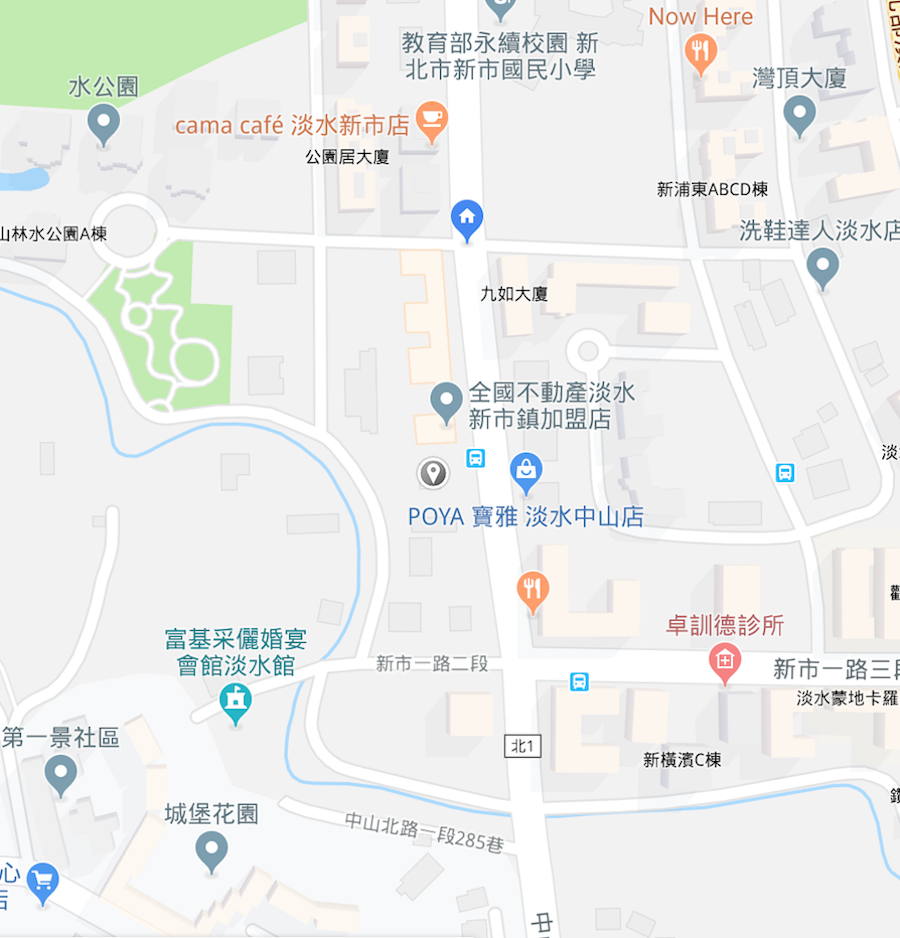 Now Here
教育部永續校園 新
北市新市國民小學
水公園
灣頂大廈
cama café 淡水新市店
公園居大廈
新浦東ABCD棟
山林水公園A棟
洗鞋達人淡水店
九如大廈
全國不動產淡水
新市鎮加盟店
淡
POYA 寶雅 淡水中山店
卓訓德診所
富基采儷婚宴
會館淡水館
新市一路二段
新市一路三段
淡水蒙地卡羅
第一景社區
北1
新橫濱C棟
城堡花園
中山北路一段285巷
心
店
中